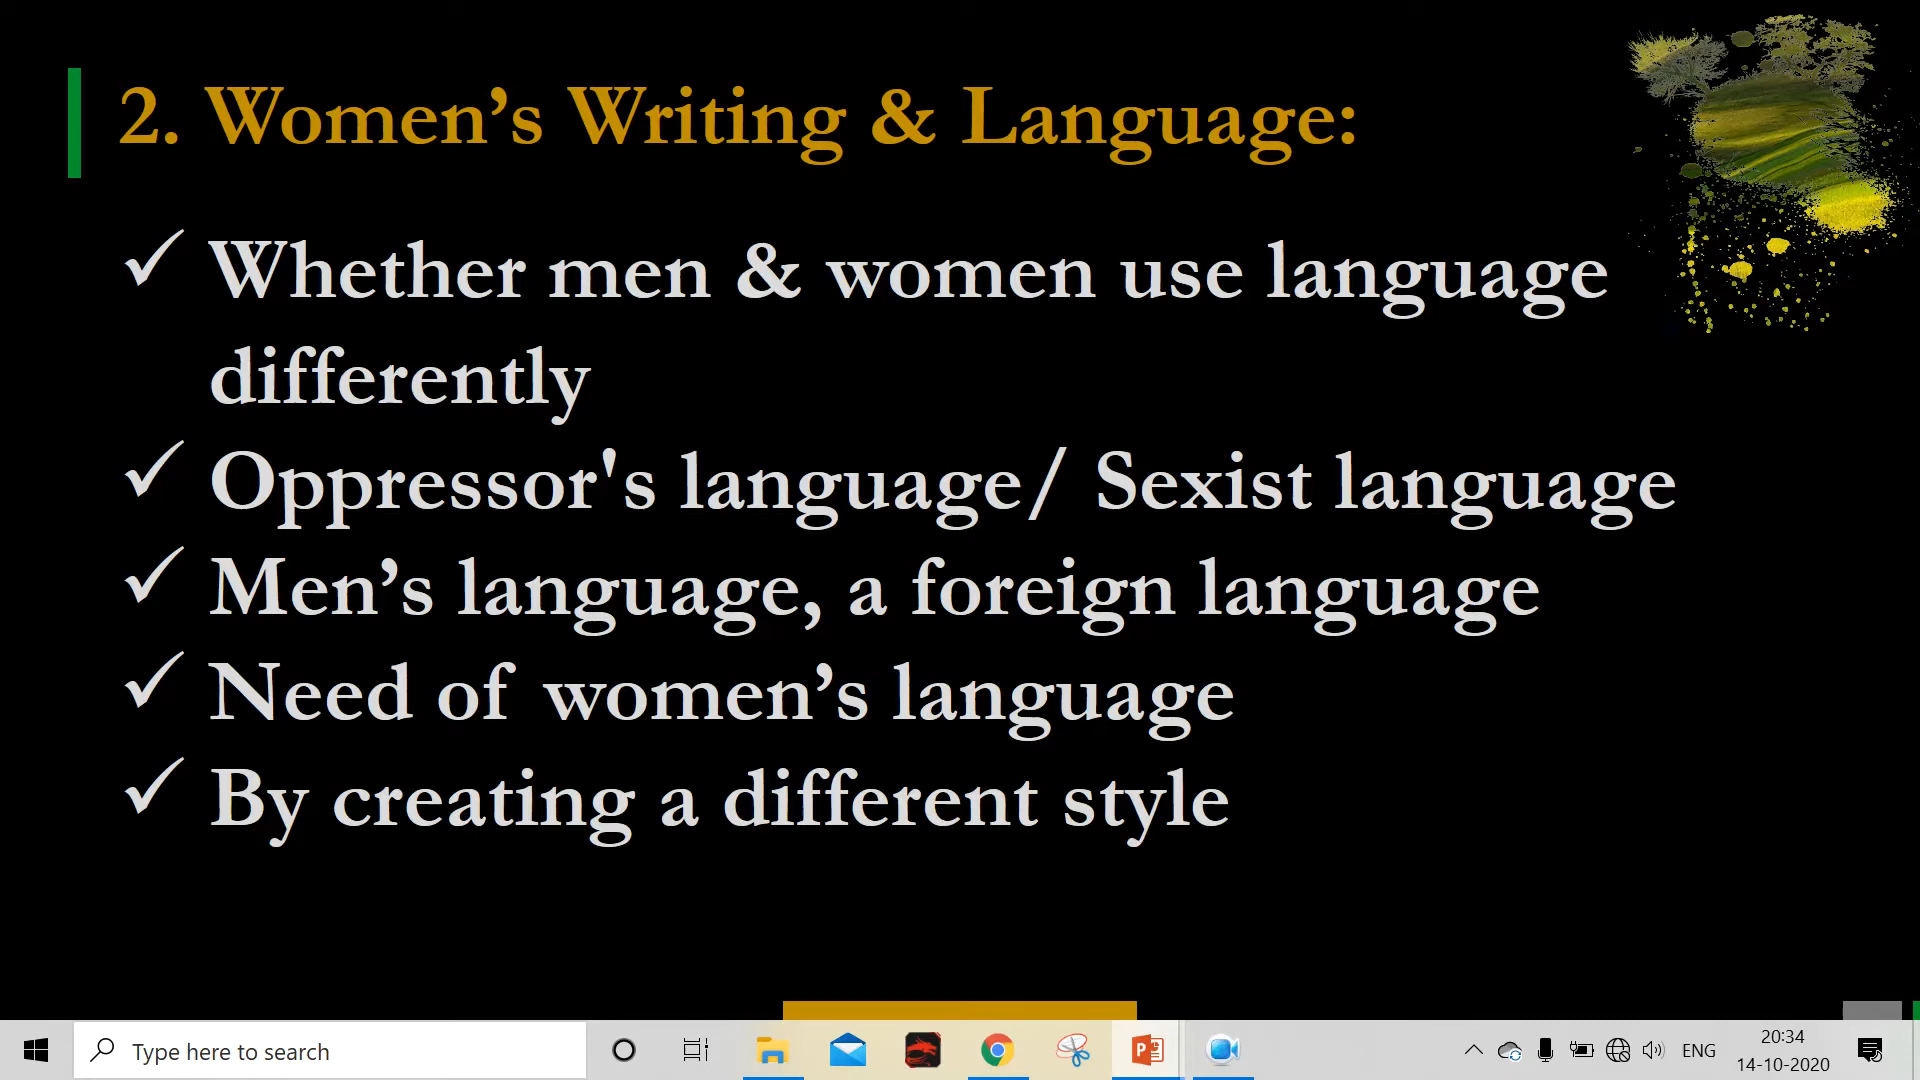 2. Women’s Writing & Language:
✓ Whether men & women use language
differently
✓ Oppressor's language/ Sexist language
✓ Men’s language, a foreign language
✓ Need of women’s language
✓ By creating a different style
Type here to search
ENG
20:34
14-10-2020